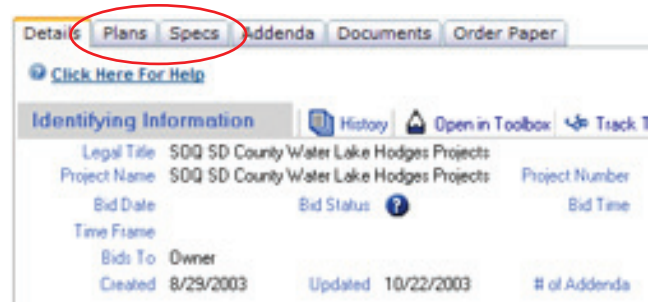 Details Plans Specs Addenda Documents Order Paper
Click Here For Help
Identifying Information History Open in Toolbox Track T
Legal Title SOQ SD County Water Lake Hodges Projects
Project Name SOQ SD County Water Lake Hodges Projects Project Number
Bid Date Bid Status ? Bid Time
Time Frame
Bids To Owner
Created 8/29/2003 Updated 10/22/2003 # of Addenda